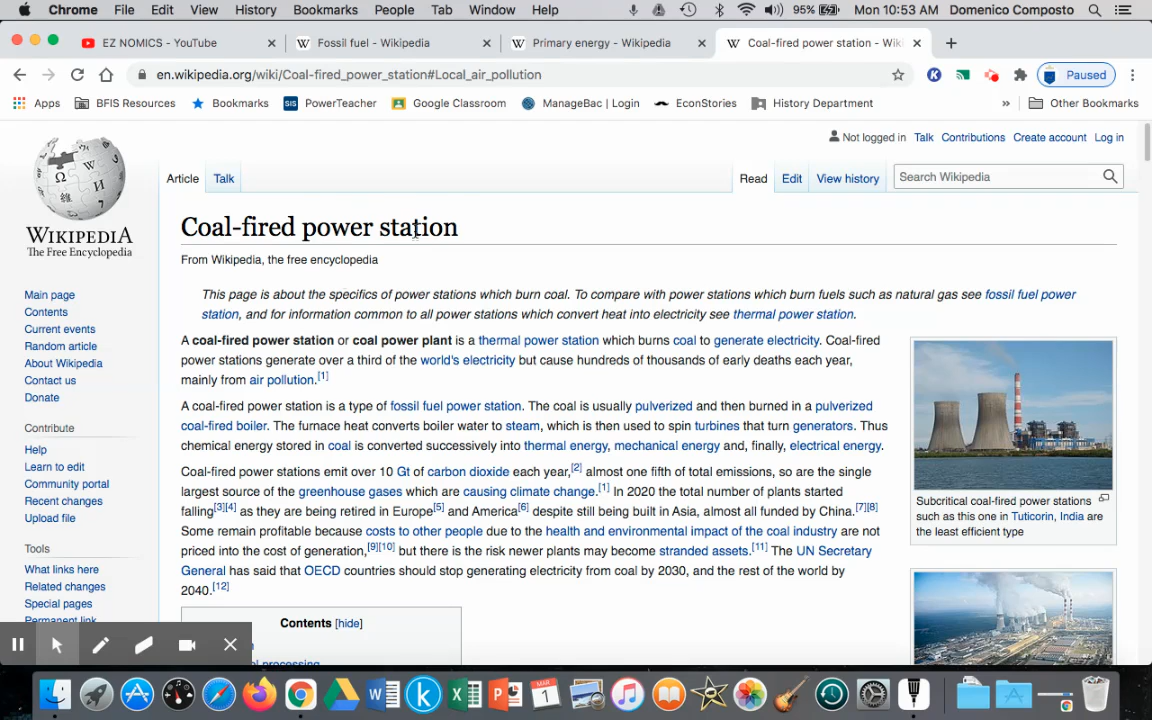 Chrome File Edit View History Bookmarks People Tab Window Help 95% Mon 10:53 AM Domenico Composto
EZ NOMICS - YouTube Fossil fuel - Wikipedia Primary energy - Wikipedia Coal-fired power station - Wiki
en.wikipedia.org/wiki/Coal-fired_power_station#Local_air_pollution Paused
Apps BFIS Resources Bookmarks SIS PowerTeacher Google Classroom ManageBac | Login EconStories History Department » Other Bookmarks
Not logged in Talk Contributions Create account Log in
Article Talk Read Edit View history Search Wikipedia
WIKIPEDIA
The Free Encyclopedia
Main page
Contents
Current events
Random article
About Wikipedia
Contact us
Donate
Contribute
Help
Learn to edit
Community portal
Recent changes
Upload file
Tools
What links here
Related changes
Special pages
Permanent link
Coal-fired power station
From Wikipedia, the free encyclopedia
This page is about the specifics of power stations which burn coal. To compare with power stations which burn fuels such as natural gas see fossil fuel power
station, and for information common to all power stations which convert heat into electricity see thermal power station.
A coal-fired power station or coal power plant is a thermal power station which burns coal to generate electricity. Coal-fired
power stations generate over a third of the world's electricity but cause hundreds of thousands of early deaths each year,
mainly from air pollution.[1]
A coal-fired power station is a type of fossil fuel power station. The coal is usually pulverized and then burned in a pulverized
coal-fired boiler. The furnace heat converts boiler water to steam, which is then used to spin turbines that turn generators. Thus
chemical energy stored in coal is converted successively into thermal energy, mechanical energy and, finally, electrical energy.
Coal-fired power stations emit over 10 Gt of carbon dioxide each year,[2] almost one fifth of total emissions, so are the single
largest source of the greenhouse gases which are causing climate change.[1] In 2020 the total number of plants started
falling[3][4] as they are being retired in Europe[5] and America[6] despite still being built in Asia, almost all funded by China.[7][8]
Some remain profitable because costs to other people due to the health and environmental impact of the coal industry are not
priced into the cost of generation,[9][10] but there is the risk newer plants may become stranded assets.[11] The UN Secretary
General has said that OECD countries should stop generating electricity from coal by 2030, and the rest of the world by
2040.[12]
Subcritical coal-fired power stations
such as this one in Tuticorin, India are
the least efficient type
Contents [hide]